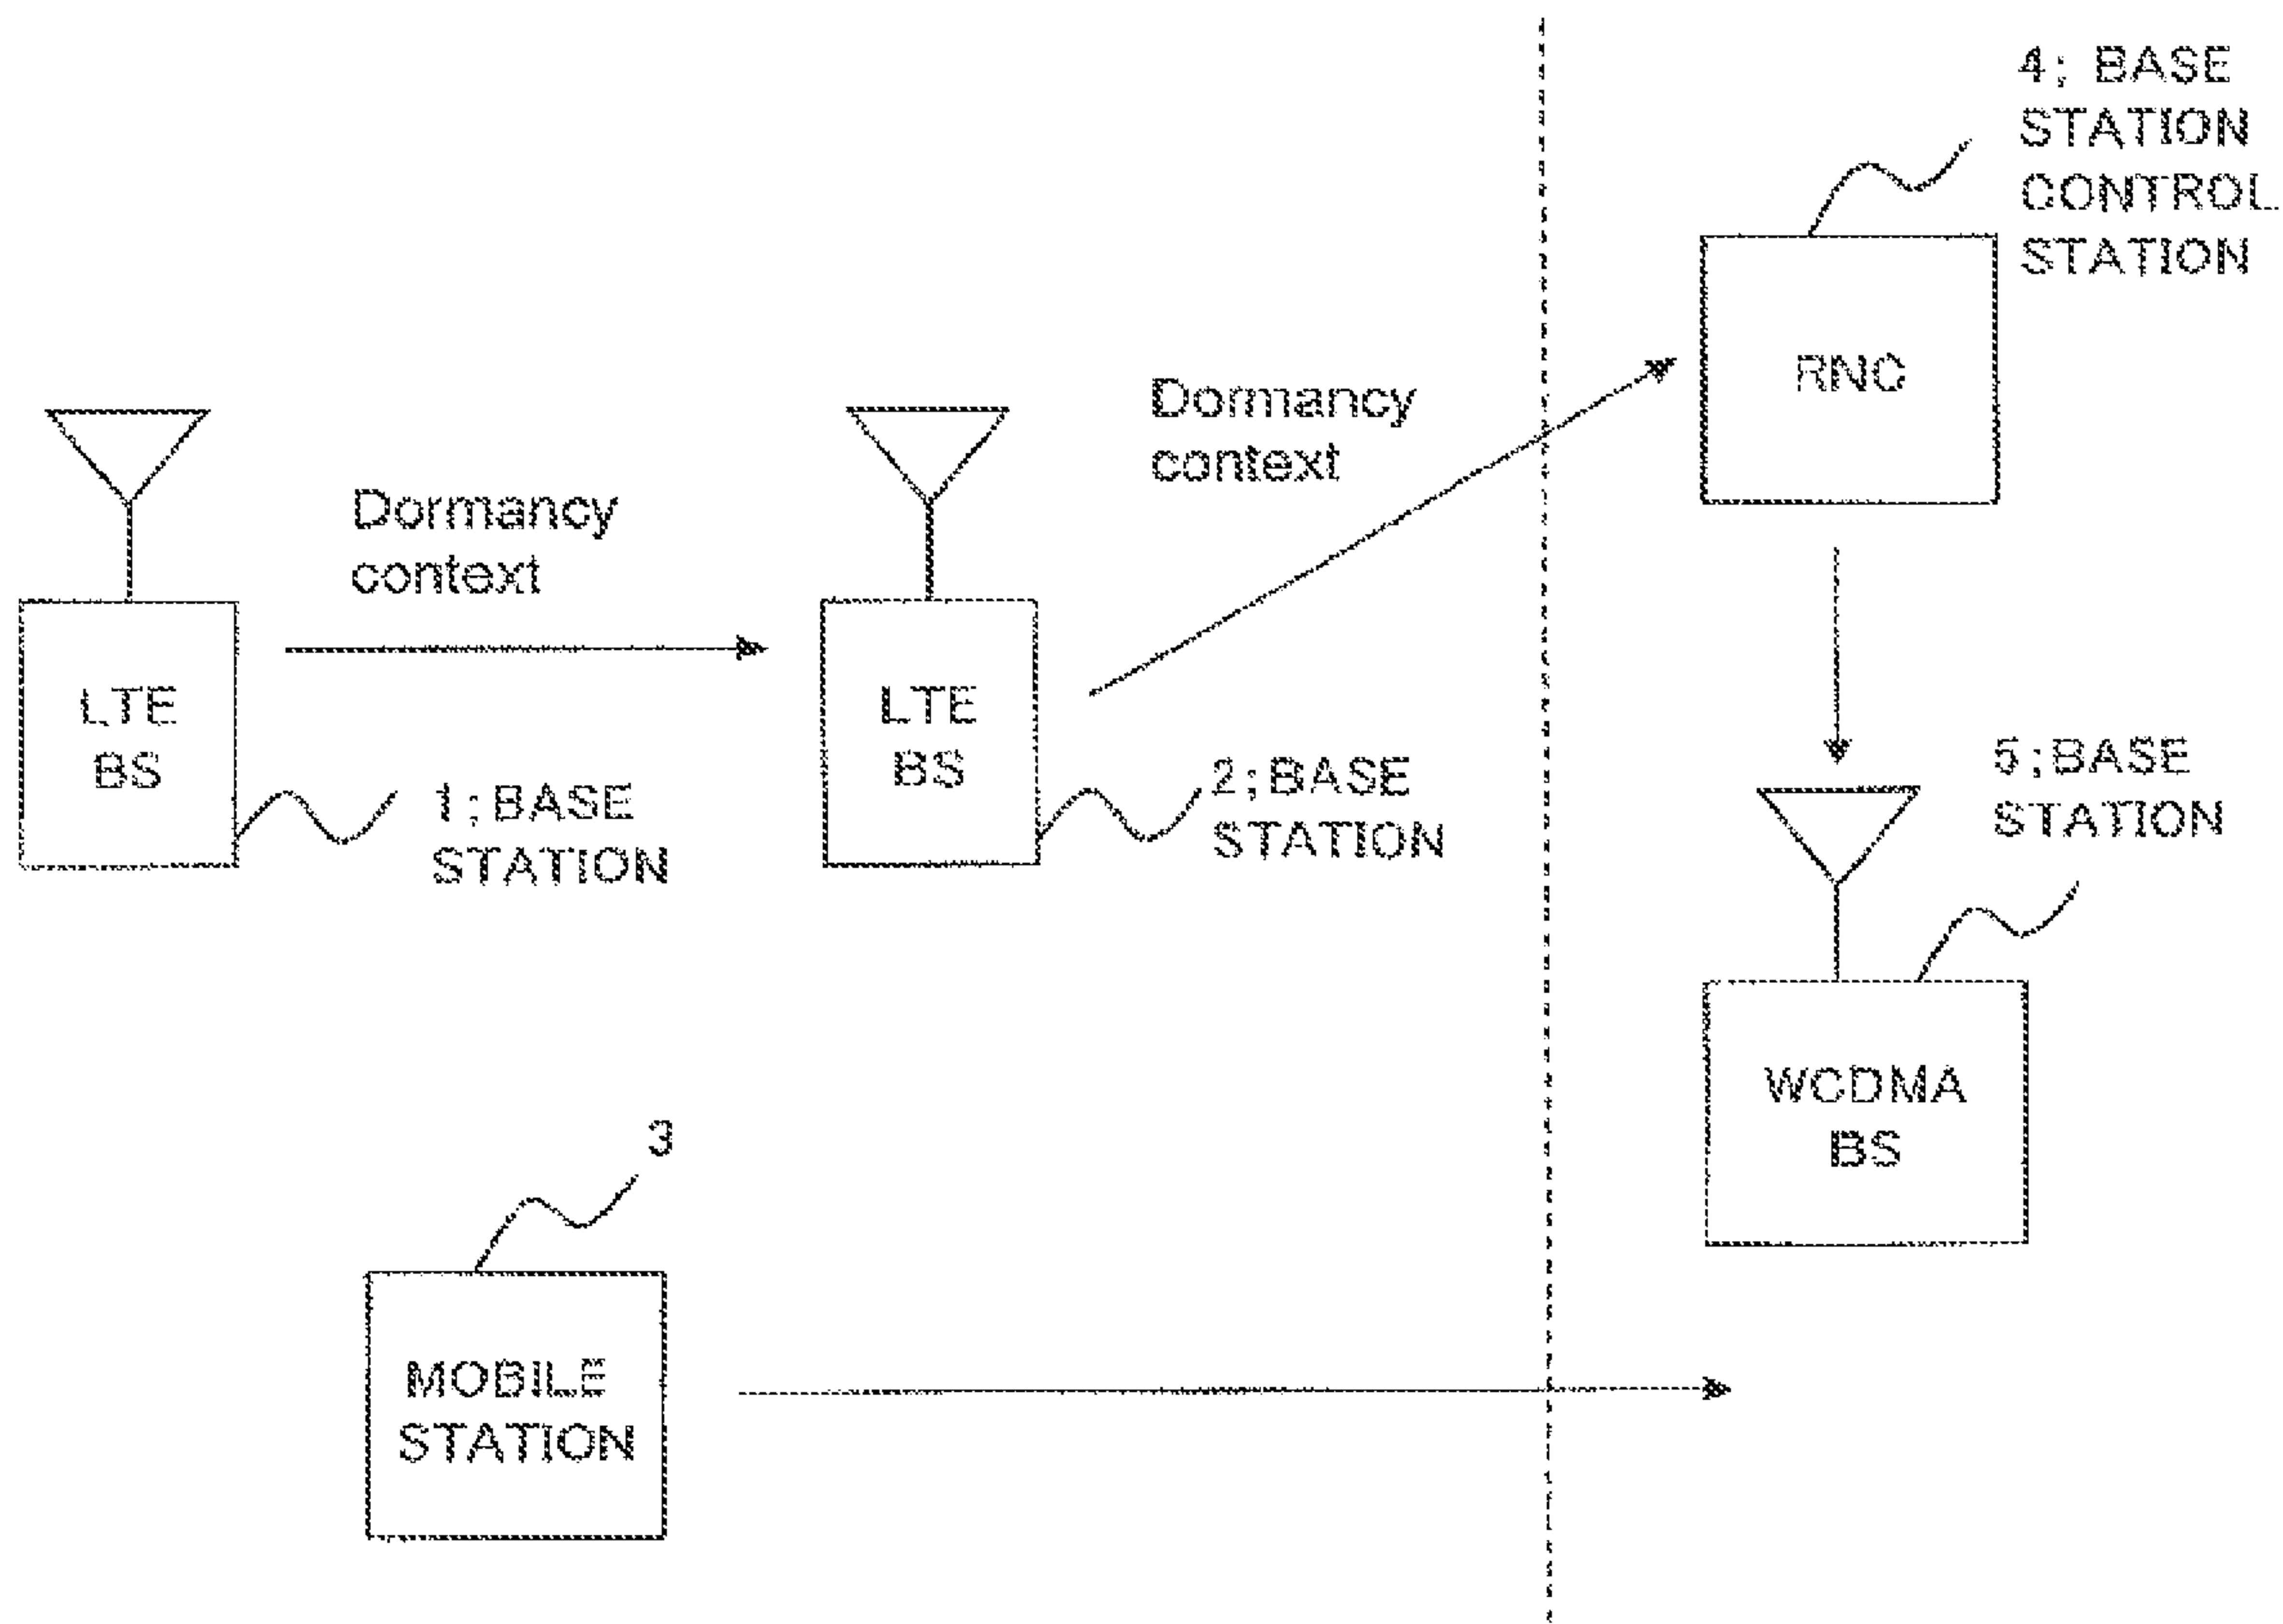 4; BASE
STATION
CONTROL
STATION
RNC
Dormancy
context
Dormancy
context
LTE
BS
LTE
BS
1;BASE
STATION
2;BASE
STATION
5;BASE
STATION
WCDMA
BS
3
MOBILE
STATION